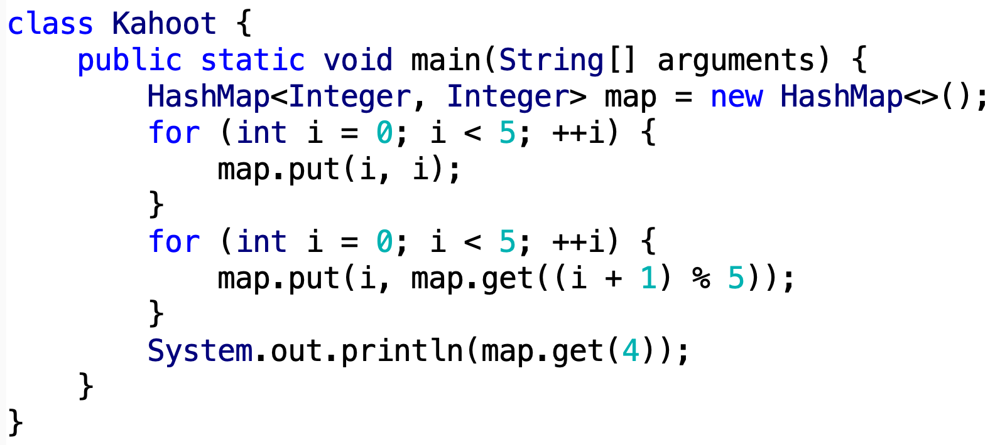 class Kahoot {
    public static void main(String[] arguments) {
        HashMap<Integer, Integer> map = new HashMap<>();
        for (int i = 0; i < 5; ++i) {
            map.put(i, i);
        }
        for (int i = 0; i < 5; ++i) {
            map.put(i, map.get((i + 1) % 5));
        }
        System.out.println(map.get(4));
    }
}